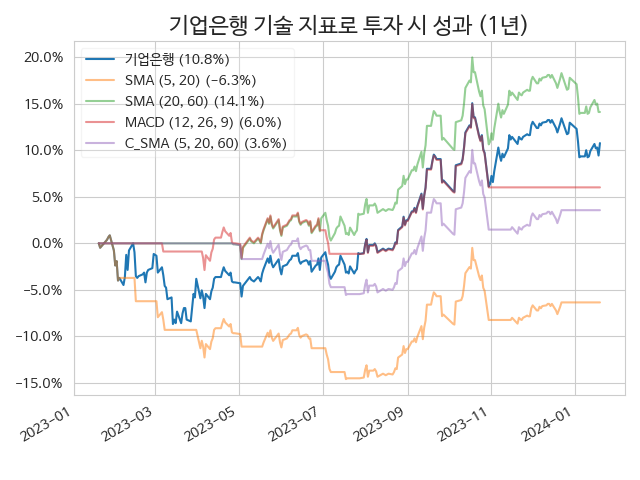 기업은행 기술 지표로 투자 시 성과 (1년)
기업은행 (10.8%)
SMA (5, 20) (−6.3%)
SMA (20, 60) (14.1%)
MACD (12, 26, 9) (6.0%)
C_SMA (5, 20, 60) (3.6%)
20.0%
15.0%
10.0%
5.0%
0.0%
−5.0%
−10.0%
−15.0%
2023−01
2023−03
2023−05
2023−07
2023−09
2023−11
2024−01